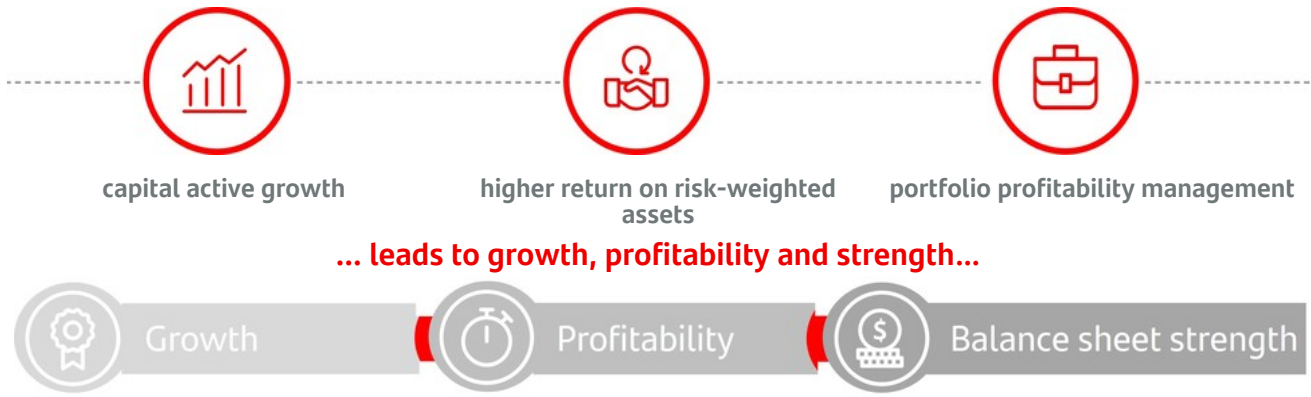 capital active growth
higher return on risk-weighted
assets
portfolio profitability management
... leads to growth, profitability and strength...
Growth
Profitability
$
Balance sheet strength